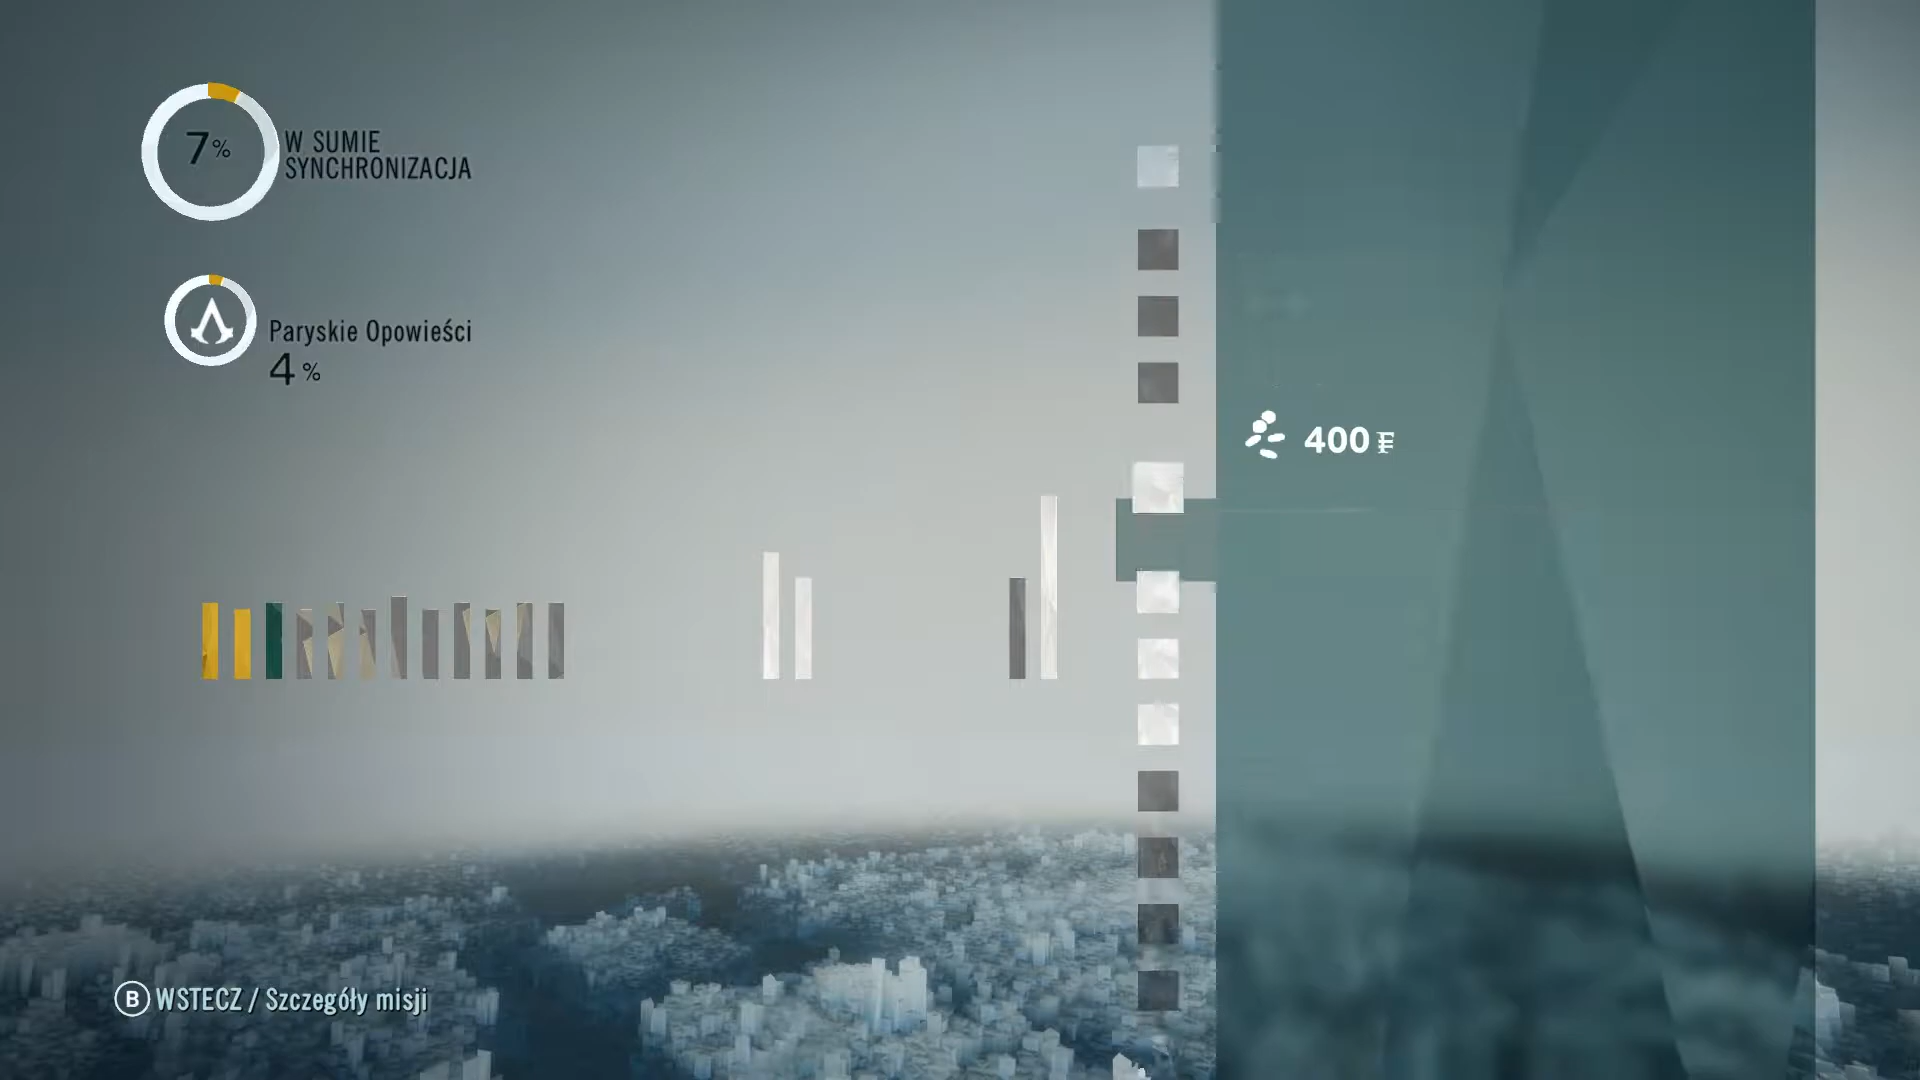 7%
W SUMIE
SYNCHRONIZACJA
Paryskie Opowieści
4 %
400 ₣
B WSTECZ / Szczegóły misji